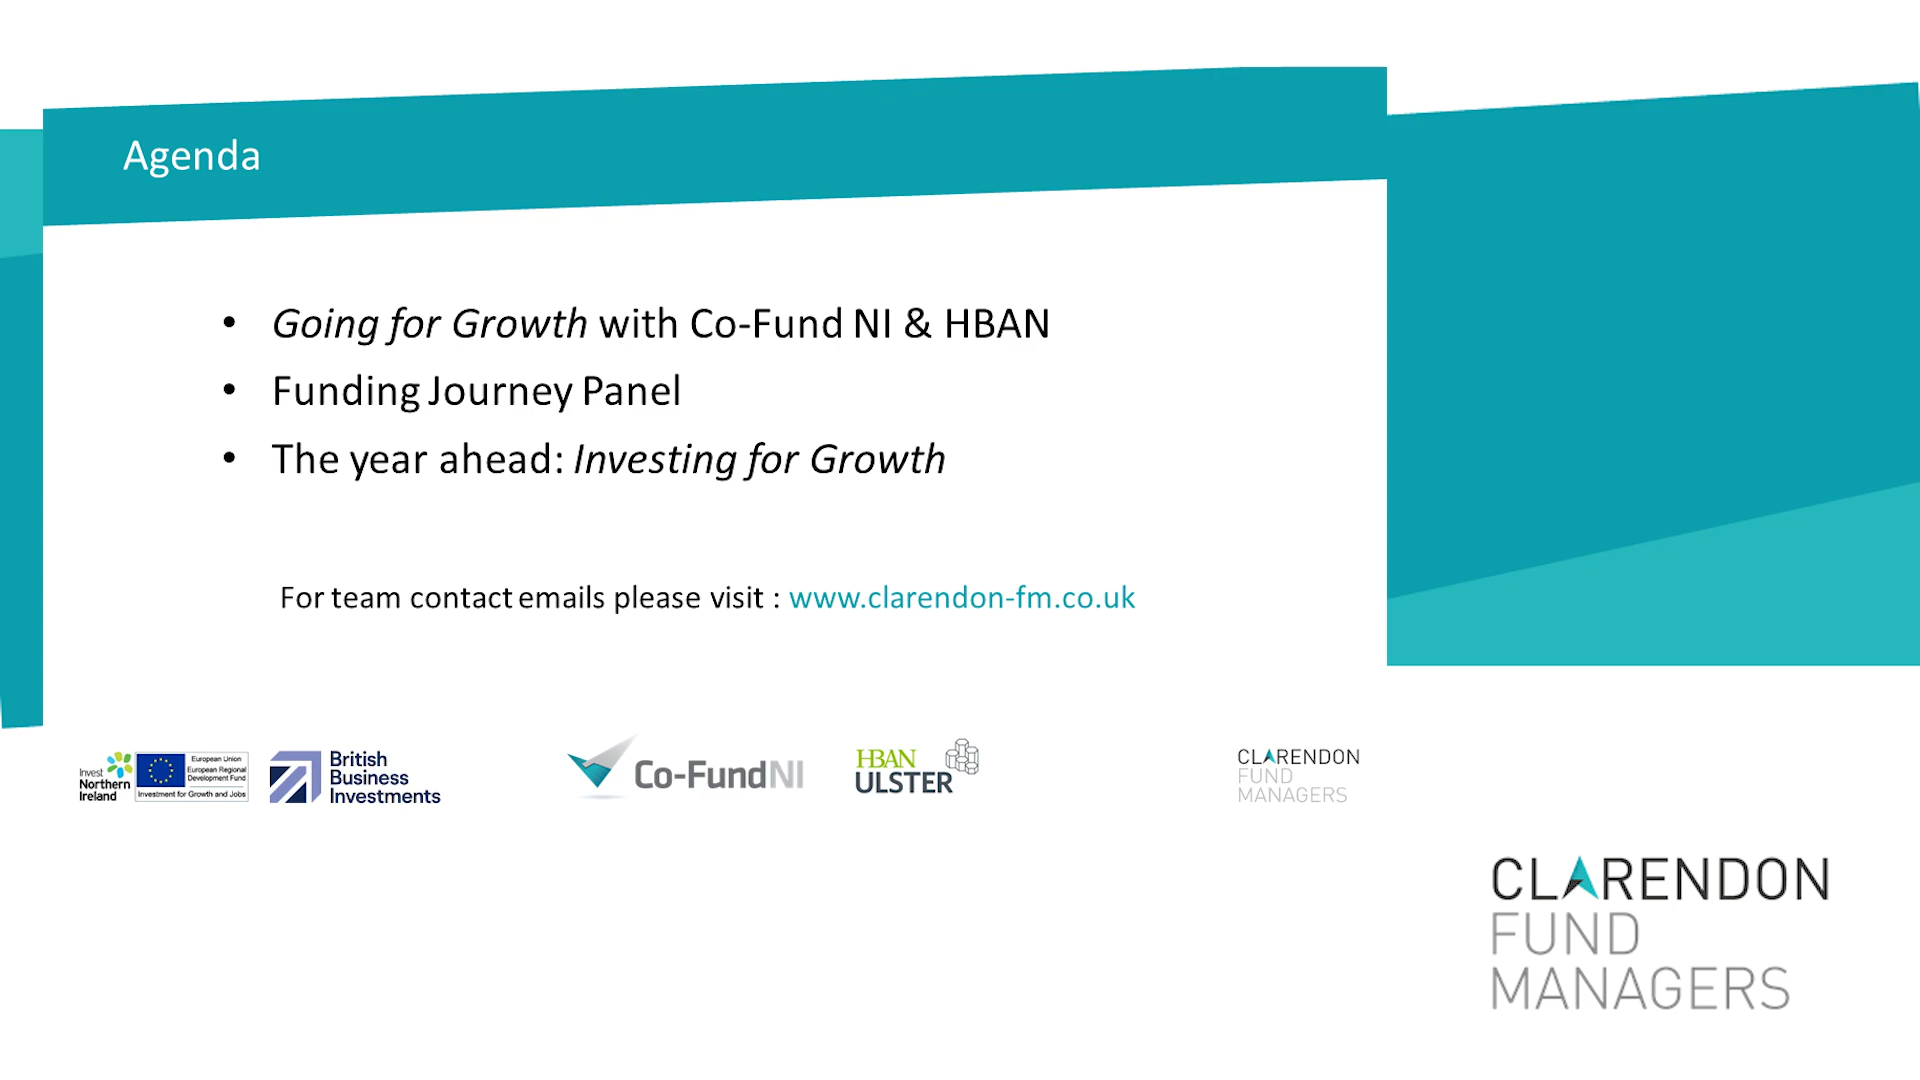 Agenda
• Going for Growth with Co-Fund NI & HBAN
• Funding Journey Panel
• The year ahead: Investing for Growth
For team contact emails please visit : www.clarendon-fm.co.uk
Invest
Northern
Ireland
European Union
European Regional
Development Fund
Investment for Growth and Jobs
British
Business
Investments
Co-FundNI
HBAN
ULSTER
CLARENDON
FUND
MANAGERS
CLARENDON
FUND
MANAGERS